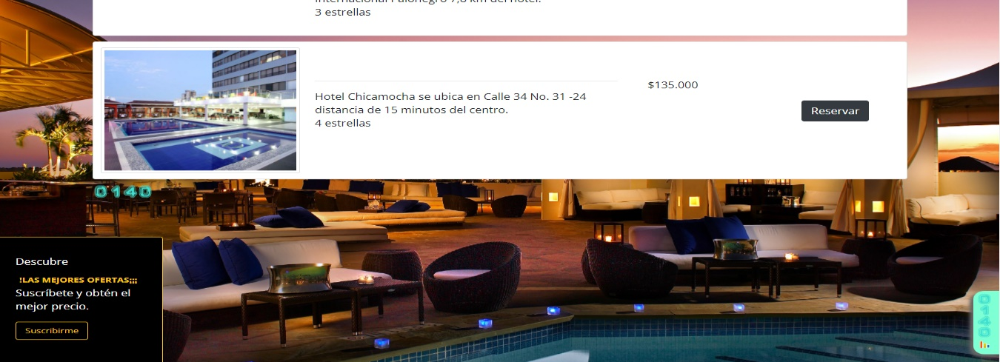 Internacional Palonegro 7,8 km del hotel.
3 estrellas
$135.000
Hotel Chicamocha se ubica en Calle 34 No. 31 -24
distancia de 15 minutos del centro.
4 estrellas
Reservar
0140
Descubre
!LAS MEJORES OFERTAS¡¡¡
Suscríbete y obtén el
mejor precio.
Suscribirme
0140